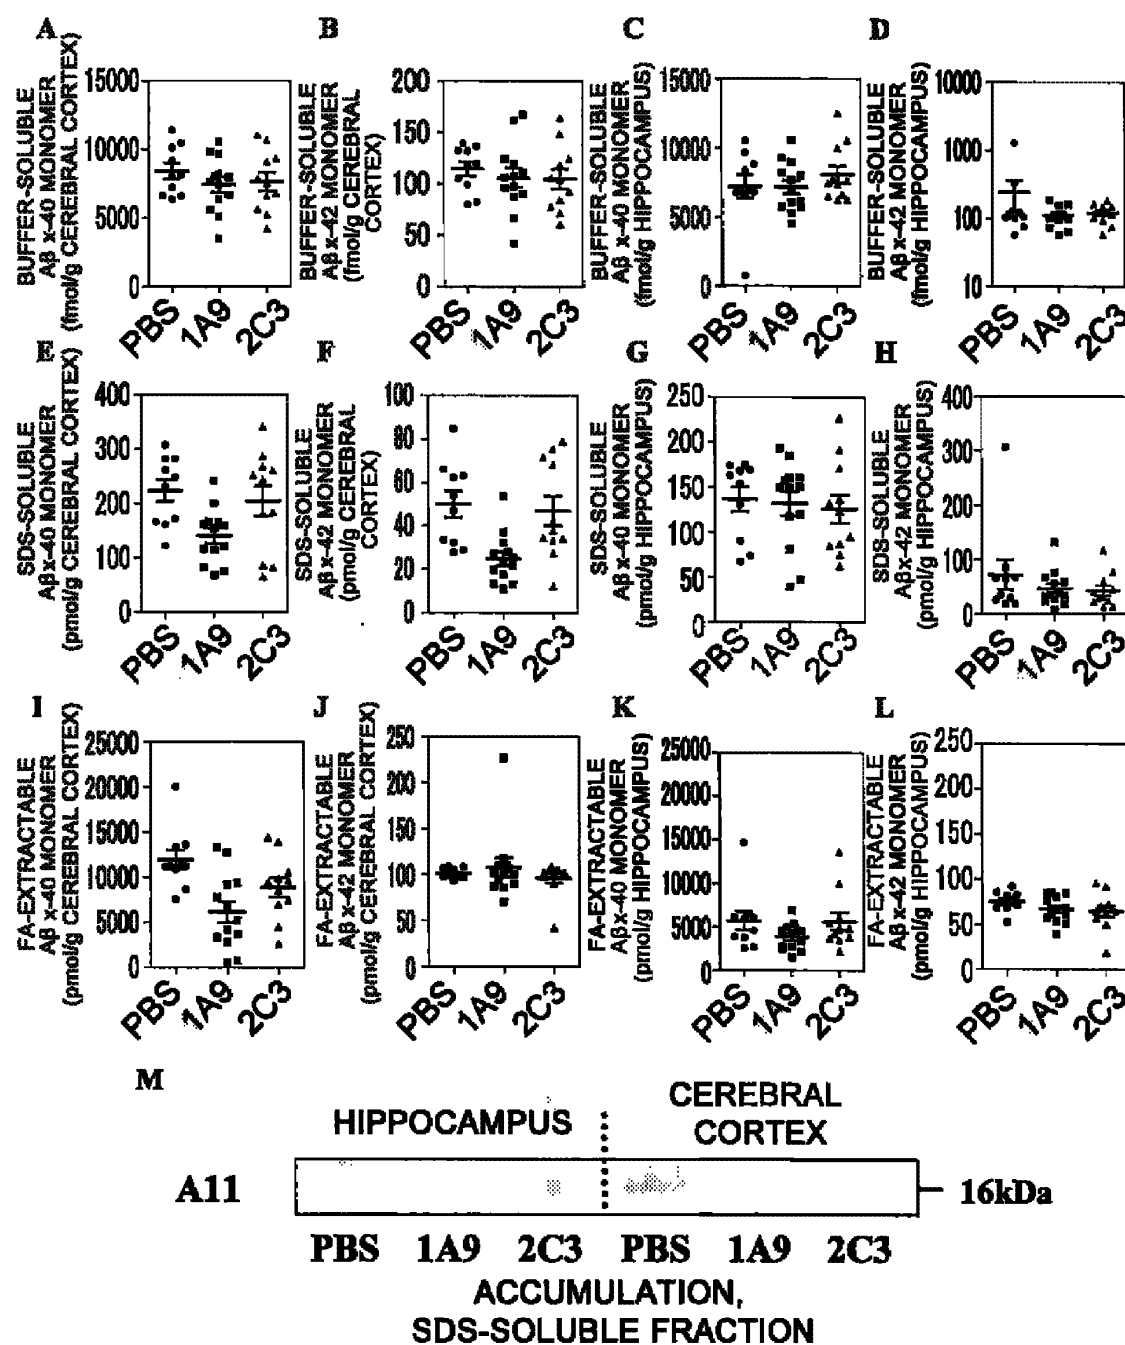 A
BUFFER-SOLUBLE
Aβ x-40 MONOMER
(fmol/g CEREBRAL CORTEX)
15000
10000
5000
0
PBS
1A9
2C3
B
BUFFER-SOLUBLE
Aβ x-42 MONOMER
(fmol/g CEREBRAL
CORTEX)
200
150
100
50
0
PBS
1A9
2C3
C
BUFFER-SOLUBLE
Aβ x-40 MONOMER
(fmol/g HIPPOCAMPUS)
15000
10000
5000
0
PBS
1A9
2C3
D
BUFFER-SOLUBLE
Aβ x-42 MONOMER
(fmol/g HIPPOCAMPUS)
10000
1000
100
10
PBS
1A9
2C3
E
SDS-SOLUBLE
Aβ x-40 MONOMER
(pmol/g CEREBRAL CORTEX)
400
300
200
100
0
PBS
1A9
2C3
F
SDS-SOLUBLE
Aβ x-42 MONOMER
(pmol/g CEREBRAL
CORTEX)
100
80
60
40
20
0
PBS
1A9
2C3
G
SDS-SOLUBLE
Aβ x-40 MONOMER
(pmol/g HIPPOCAMPUS)
250
200
150
100
50
0
PBS
1A9
2C3
H
SDS-SOLUBLE
Aβ x-42 MONOMER
(pmol/g HIPPOCAMPUS)
400
300
200
100
0
PBS
1A9
2C3
I
FA-EXTRACTABLE
Aβ x-40 MONOMER
(pmol/g CEREBRAL CORTEX)
25000
20000
15000
10000
5000
0
PBS
1A9
2C3
J
FA-EXTRACTABLE
Aβ x-42 MONOMER
(pmol/g CEREBRAL CORTEX)
250
200
150
100
50
0
PBS
1A9
2C3
K
FA-EXTRACTABLE
Aβ x-40 MONOMER
(pmol/g HIPPOCAMPUS)
25000
20000
15000
10000
5000
0
PBS
1A9
2C3
L
FA-EXTRACTABLE
Aβ x-42 MONOMER
(pmol/g HIPPOCAMPUS)
250
200
150
100
50
0
PBS
1A9
2C3
M
HIPPOCAMPUS
CEREBRAL
CORTEX
A11
16kDa
PBS 1A9 2C3 PBS 1A9 2C3
ACCUMULATION,
SDS-SOLUBLE FRACTION